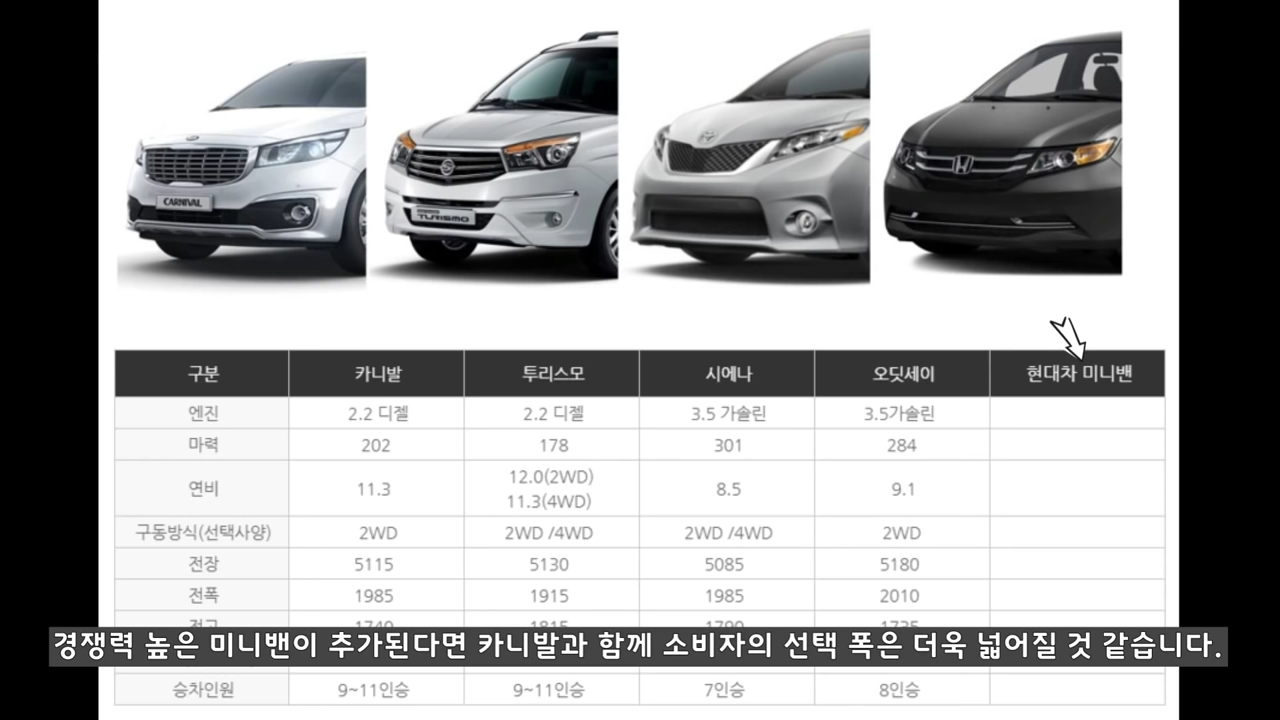 CARNIVAL
TURISMO
구분 카니발 투리스모 시에나 오딧세이 현대차 미니밴
엔진 2.2 디젤 2.2 디젤 3.5 가솔린 3.5가솔린
마력 202 178 301 284
연비 11.3 12.0(2WD) 11.3(4WD) 8.5 9.1
구동방식(선택사양) 2WD 2WD /4WD 2WD /4WD 2WD
전장 5115 5130 5085 5180
전폭 1985 1915 1985 2010
전고 1740 1815 1790 1735
경쟁력 높은 미니밴이 추가된다면 카니발과 함께 소비자의 선택 폭은 더욱 넓어질 것 같습니다.
승차인원 9~11인승 9~11인승 7인승 8인승